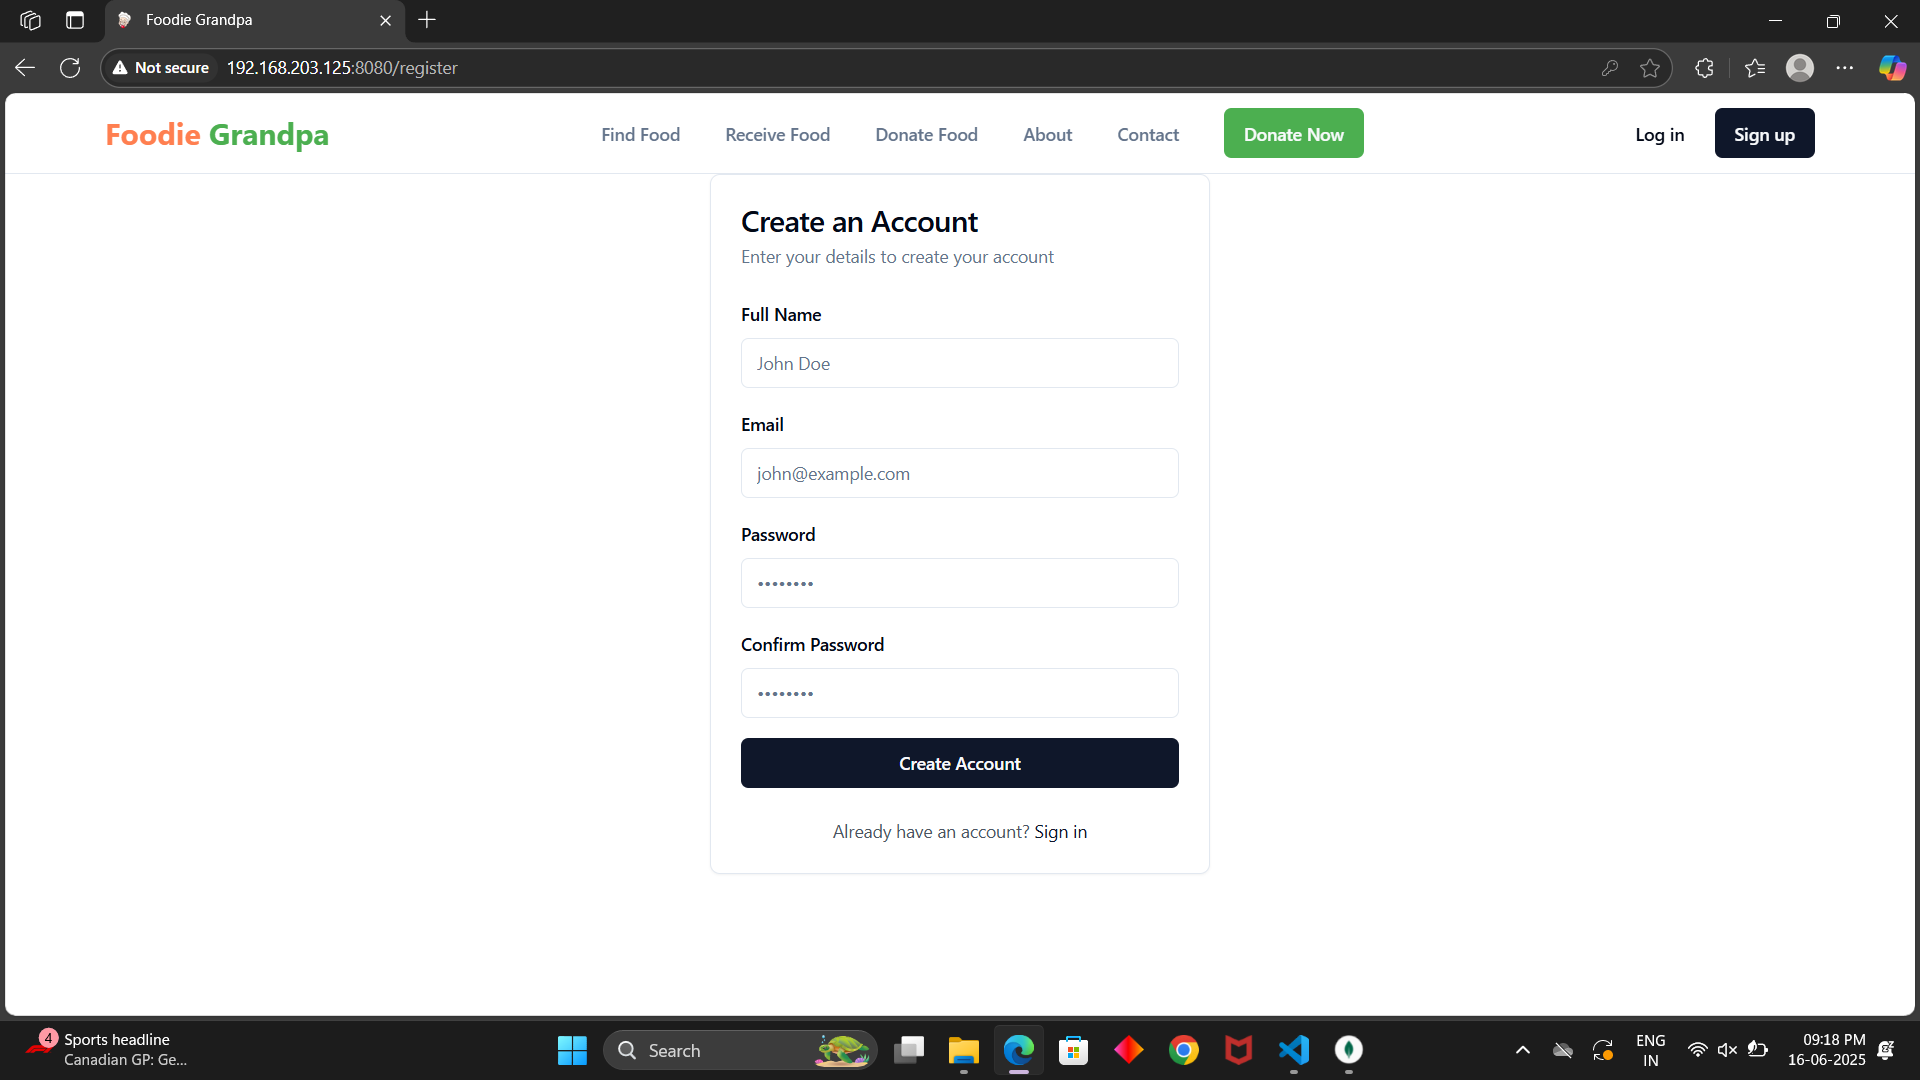 Foodie Grandpa
Not secure
192.168.203.125:8080/register
Foodie Grandpa
Find Food
Receive Food
Donate Food
About
Contact
Donate Now
Log in
Sign up
Create an Account
Enter your details to create your account
Full Name
John Doe
Email
john@example.com
Password
••••••••
Confirm Password
••••••••
Create Account
Already have an account? Sign in
4
Sports headline
Canadian GP: Ge...
Search
ENG
IN
09:18 PM
16-06-2025